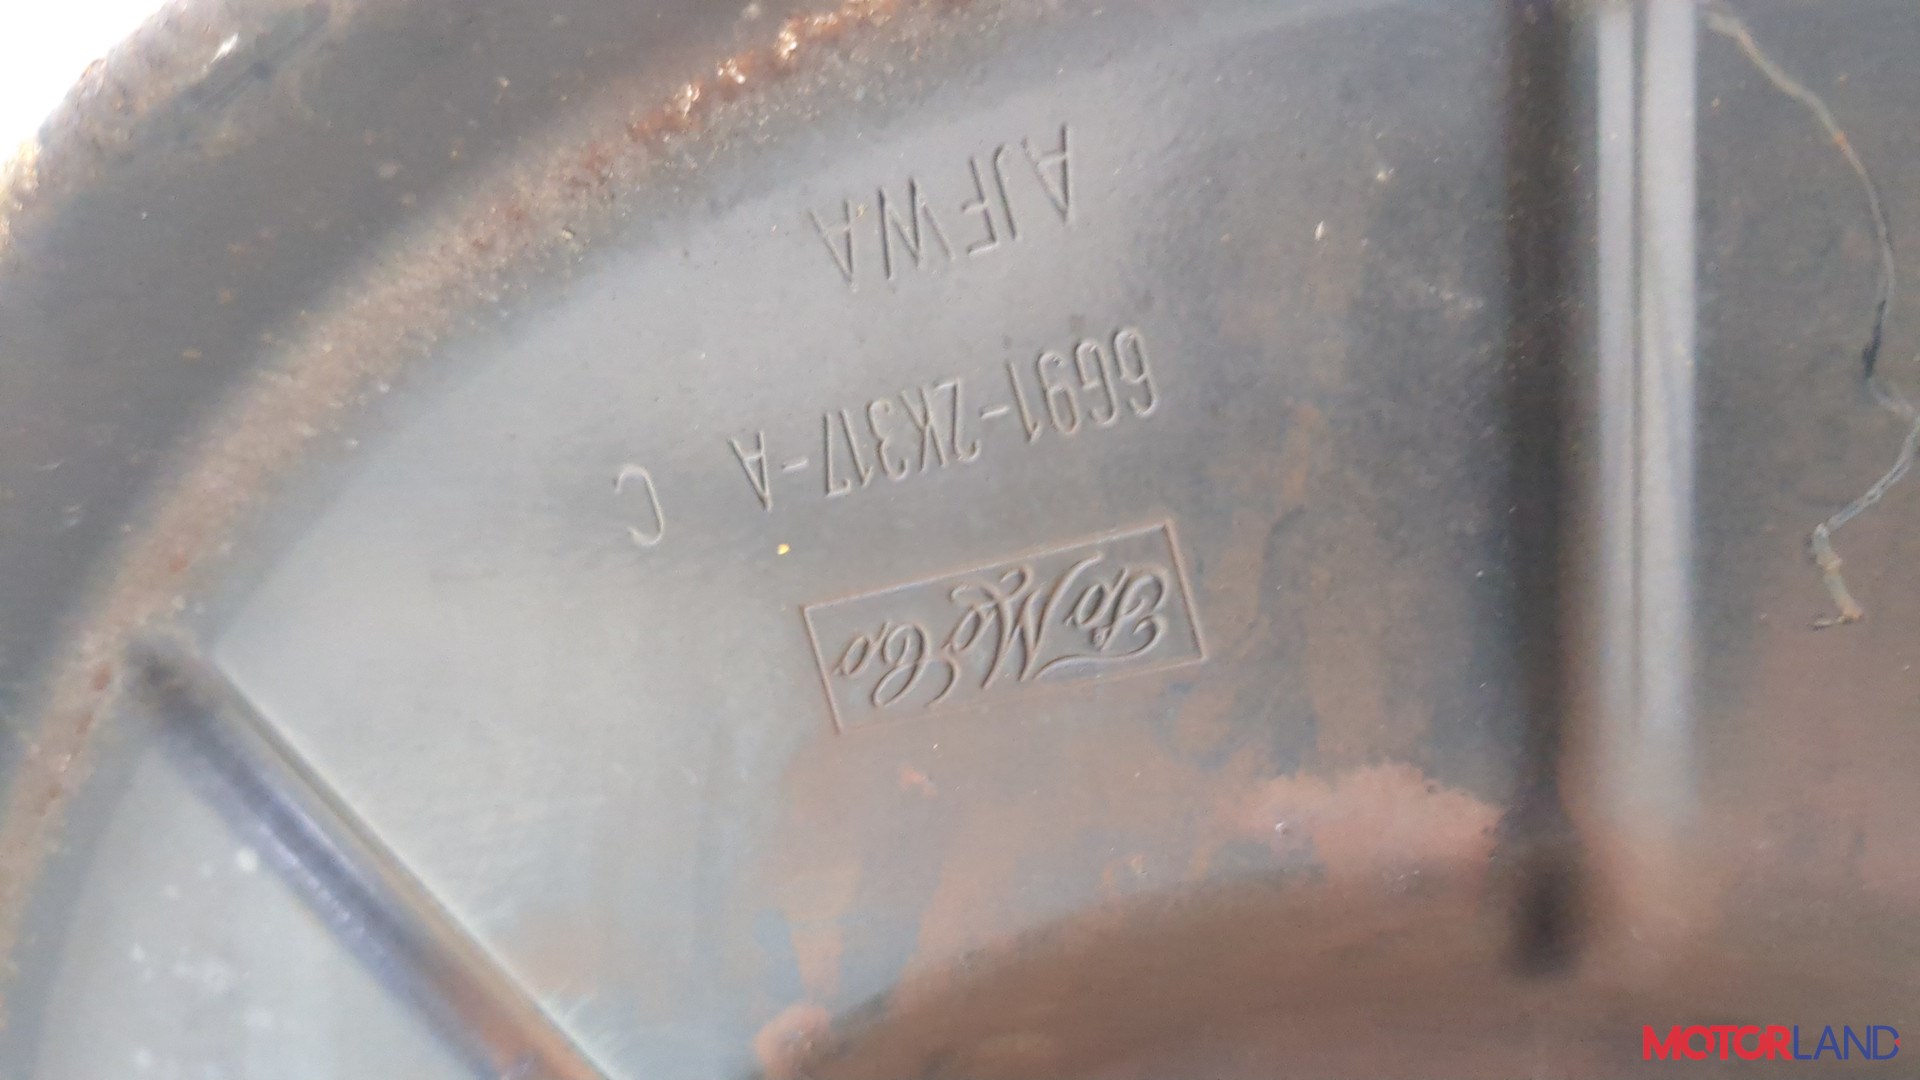 FoMoCo
6G91-2K317-A C
AJFWA
MOTORLAND